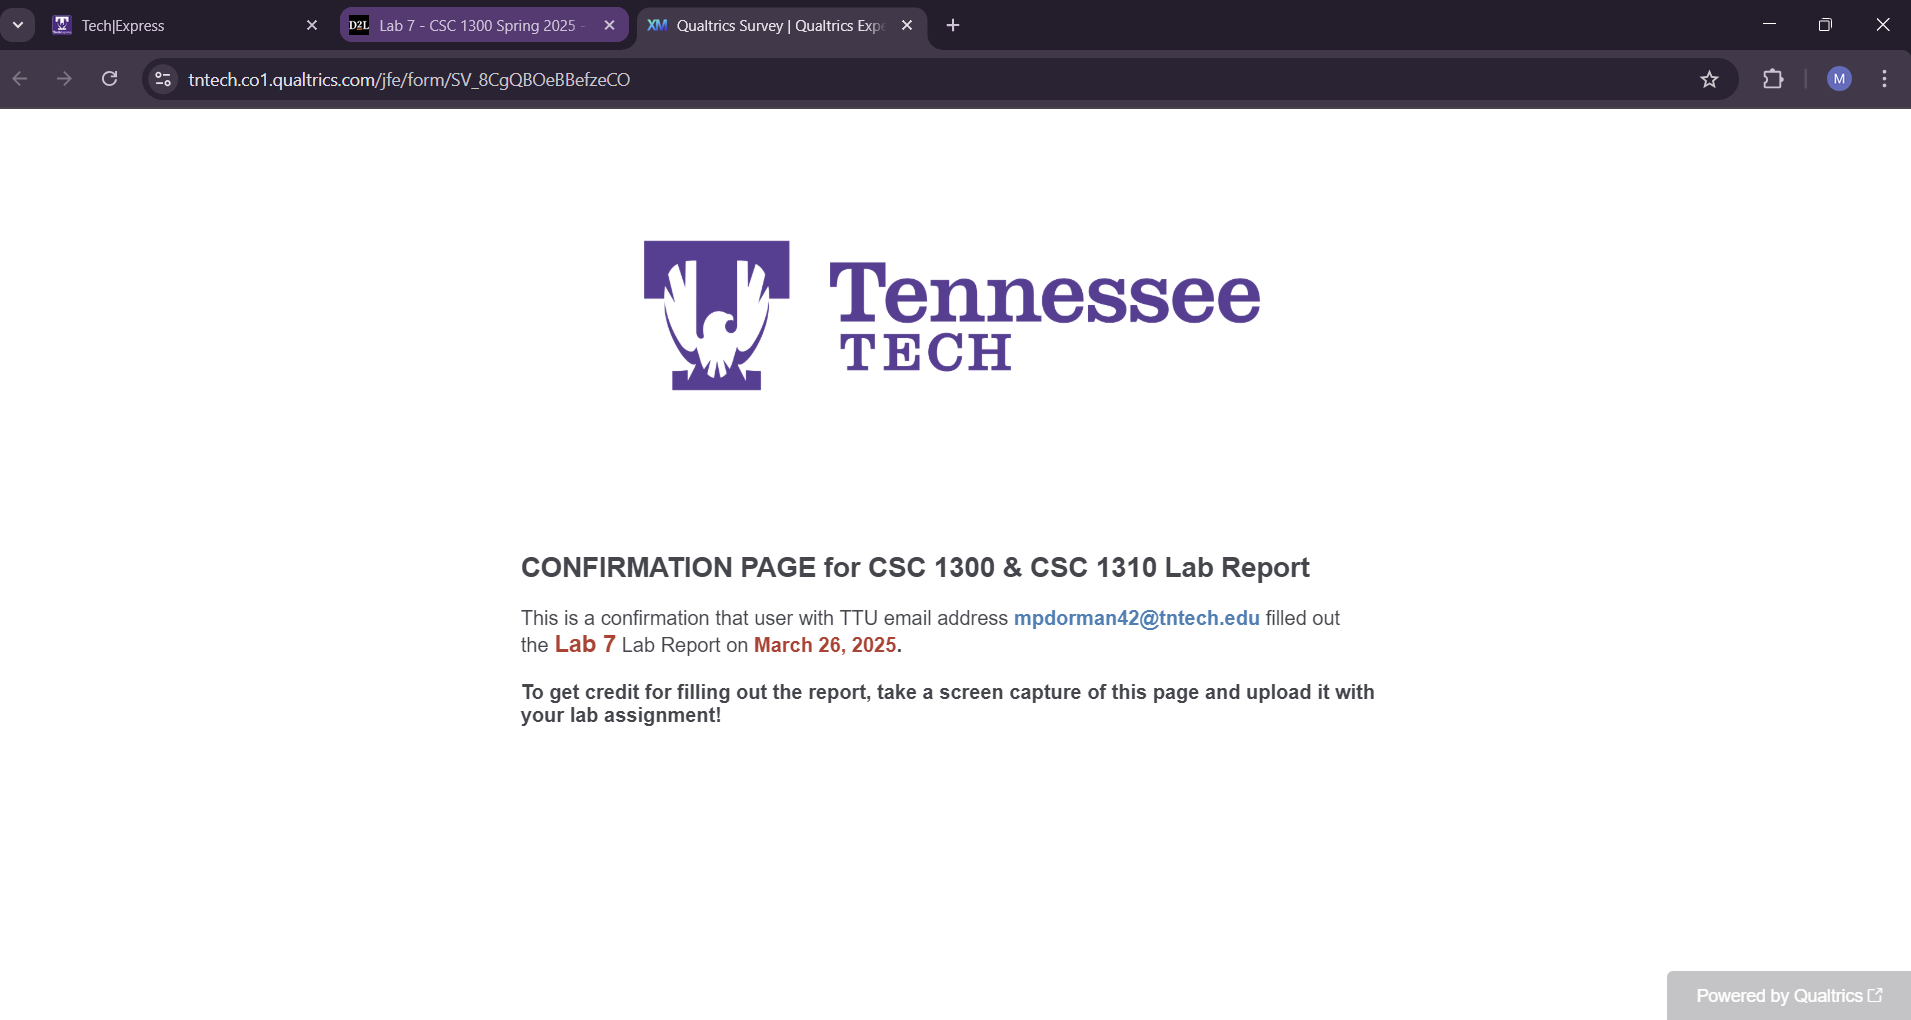 Tech|Express
D2L Lab 7 - CSC 1300 Spring 2025 -
XM Qualtrics Survey | Qualtrics Expe
tntech.co1.qualtrics.com/jfe/form/SV_8CgQBOeBBefzeCO
M
Tennessee
TECH
CONFIRMATION PAGE for CSC 1300 & CSC 1310 Lab Report
This is a confirmation that user with TTU email address mpdorman42@tntech.edu filled out
the Lab 7 Lab Report on March 26, 2025.
To get credit for filling out the report, take a screen capture of this page and upload it with
your lab assignment!
Powered by Qualtrics